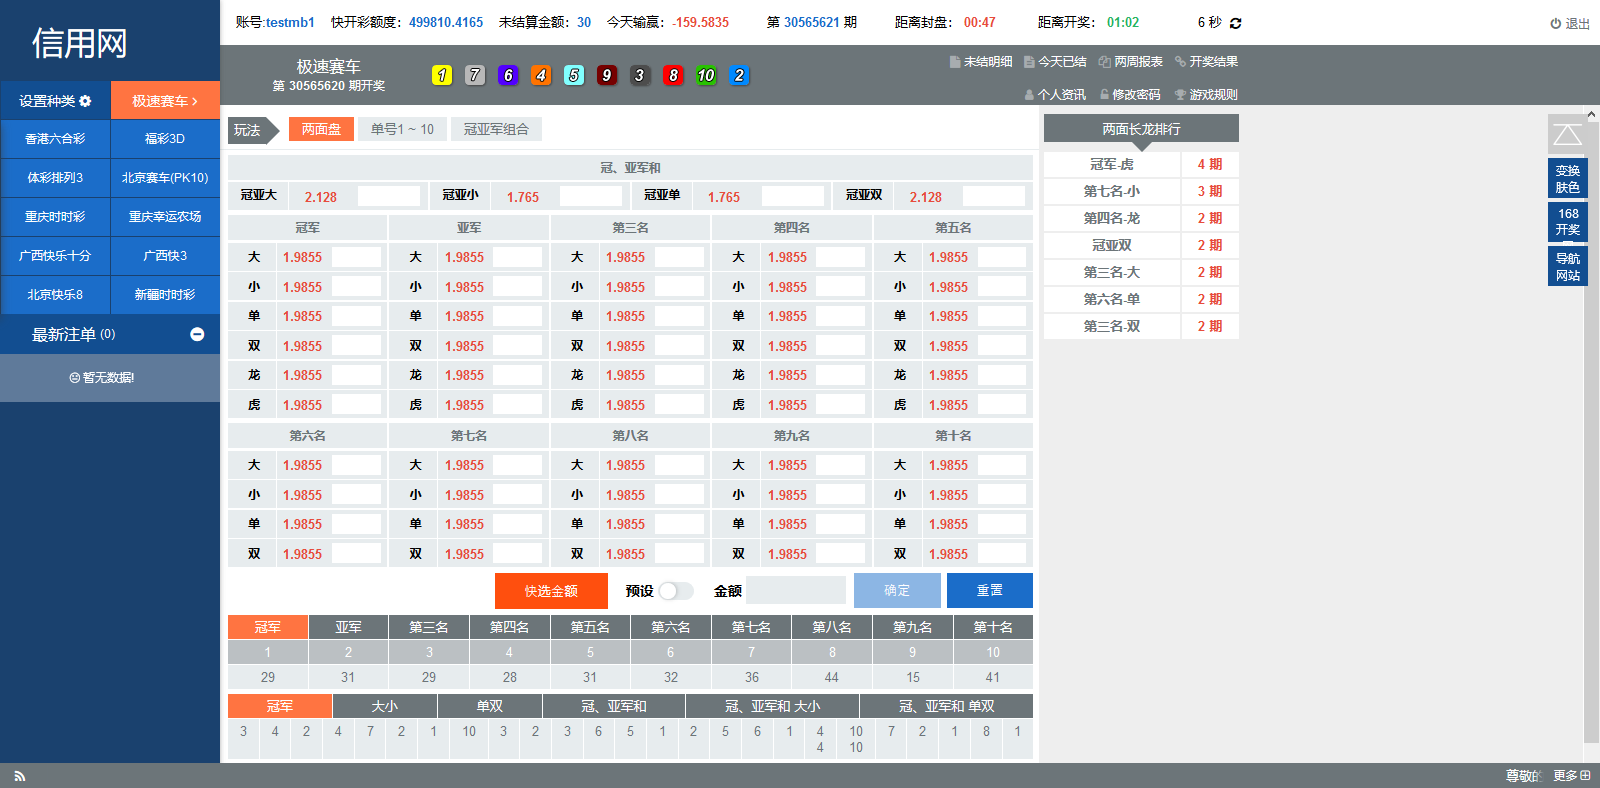 信用网
账号:testmb1 快开彩额度：499810.4165 未结算金额：30 今天输赢：-159.5835 第 30565621 期 距离封盘：00:47 距离开奖：01:02 6 秒 退出
极速赛车
第 30565620 期开奖
1 7 6 4 5 9 3 8 10 2
未结明细 今天已结 两周报表 开奖结果
个人资讯 修改密码 游戏规则
设置种类 极速赛车
香港六合彩 福彩3D
体彩排列3 北京赛车(PK10)
重庆时时彩 重庆幸运农场
广西快乐十分 广西快3
北京快乐8 新疆时时彩
最新注单 (0)
暂无数据!
玩法 两面盘 单号1 ~ 10 冠亚军组合
冠、亚军和
冠亚大 2.128 冠亚小 1.765 冠亚单 1.765 冠亚双 2.128
冠军 亚军 第三名 第四名 第五名
大 1.9855 大 1.9855 大 1.9855 大 1.9855 大 1.9855
小 1.9855 小 1.9855 小 1.9855 小 1.9855 小 1.9855
单 1.9855 单 1.9855 单 1.9855 单 1.9855 单 1.9855
双 1.9855 双 1.9855 双 1.9855 双 1.9855 双 1.9855
龙 1.9855 龙 1.9855 龙 1.9855 龙 1.9855 龙 1.9855
虎 1.9855 虎 1.9855 虎 1.9855 虎 1.9855 虎 1.9855
第六名 第七名 第八名 第九名 第十名
大 1.9855 大 1.9855 大 1.9855 大 1.9855 大 1.9855
小 1.9855 小 1.9855 小 1.9855 小 1.9855 小 1.9855
单 1.9855 单 1.9855 单 1.9855 单 1.9855 单 1.9855
双 1.9855 双 1.9855 双 1.9855 双 1.9855 双 1.9855
快选金额 预设 金额 确定 重置
冠军 亚军 第三名 第四名 第五名 第六名 第七名 第八名 第九名 第十名
1 2 3 4 5 6 7 8 9 10
29 31 29 28 31 32 36 44 15 41
冠军 大小 单双 冠、亚军和 冠、亚军和 大小 冠、亚军和 单双
3 4 2 4 7 2 1 10 3 2 3 6 5 1 2 5 6 1 4 10 7 2 1 8 1
4 10
两面长龙排行
冠军-虎 4 期
第七名-小 3 期
第四名-龙 2 期
冠亚双 2 期
第三名-大 2 期
第六名-单 2 期
第三名-双 2 期
变换
肤色
168
开奖
导航
网站
尊敬的 更多